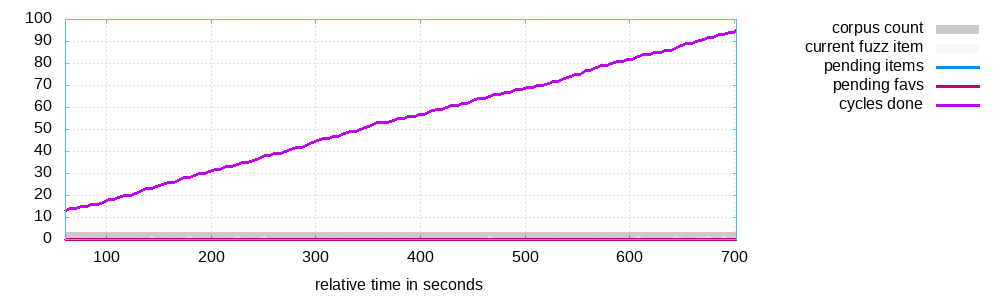 100
90
80
70
60
50
40
30
20
10
0
100 200 300 400 500 600 700
relative time in seconds
corpus count
current fuzz item
pending items
pending favs
cycles done